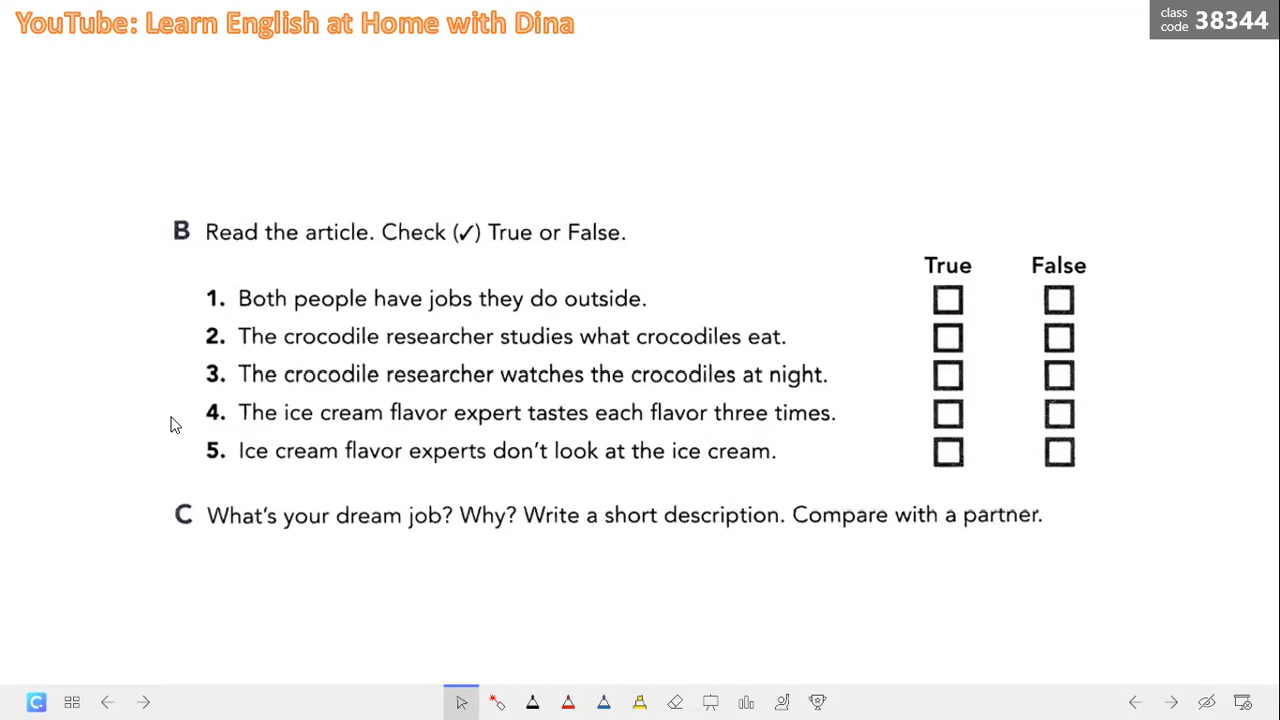 YouTube: Learn English at Home with Dina
class code 38344
B Read the article. Check (✓) True or False.
True False
1. Both people have jobs they do outside.
2. The crocodile researcher studies what crocodiles eat.
3. The crocodile researcher watches the crocodiles at night.
4. The ice cream flavor expert tastes each flavor three times.
5. Ice cream flavor experts don't look at the ice cream.
C What's your dream job? Why? Write a short description. Compare with a partner.